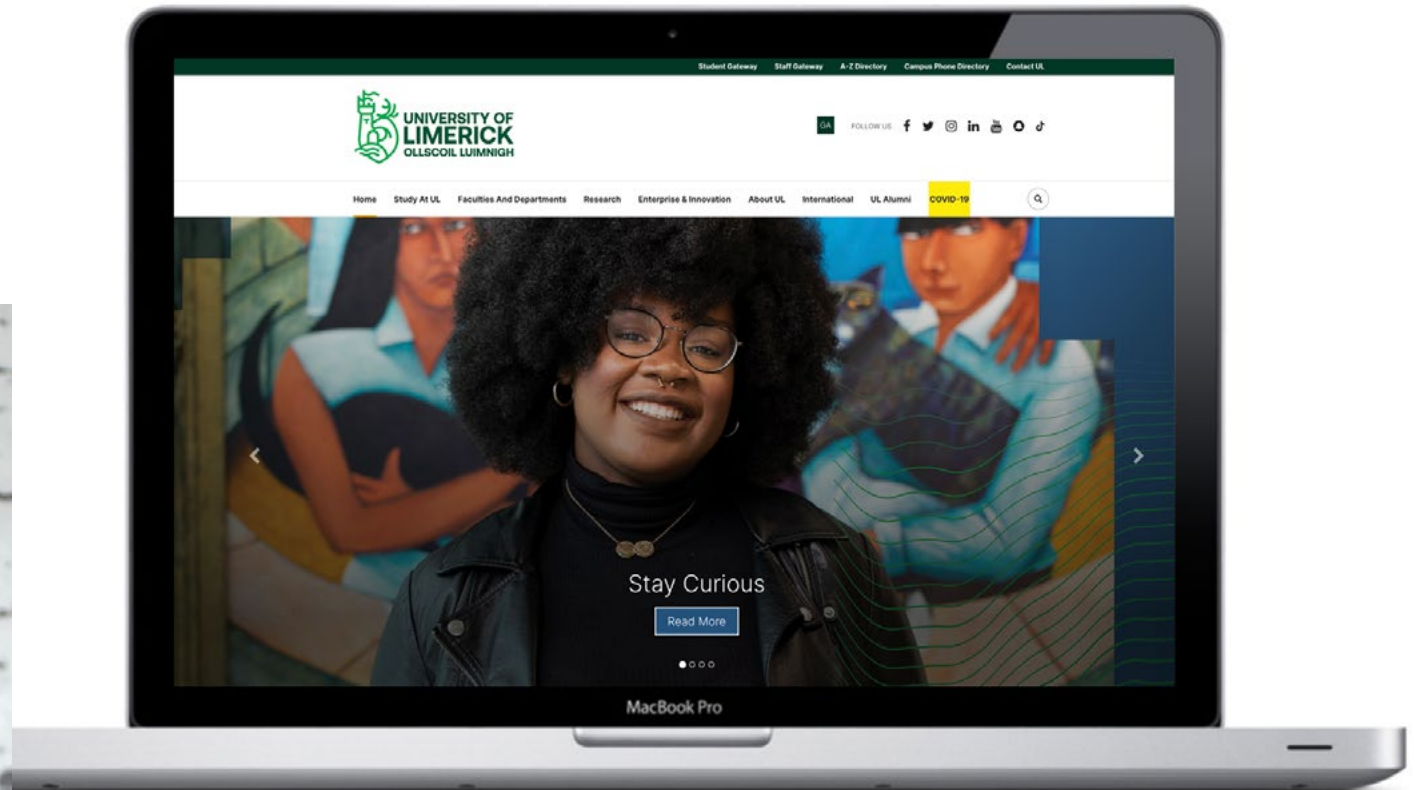 Student Gateway Staff Gateway A-Z Directory Campus Phone Directory Contact UL
UNIVERSITY OF
LIMERICK
OLLSCOIL LUIMNIGH
GA FOLLOW US
Home Study At UL Faculties And Departments Research Enterprise & Innovation About UL International UL Alumni COVID-19
Stay Curious
Read More
MacBook Pro